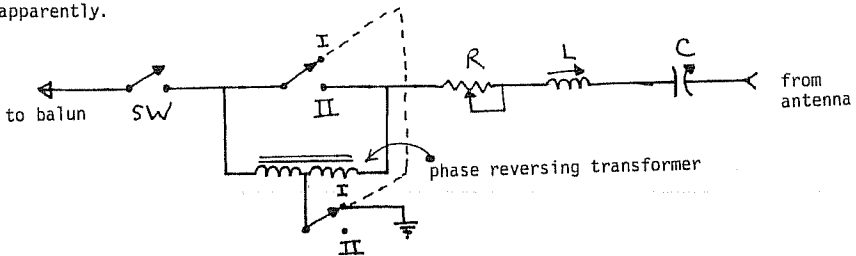 apparently.
I
R
L
C
II
to balun
SW
from
antenna
phase reversing transformer
I
II